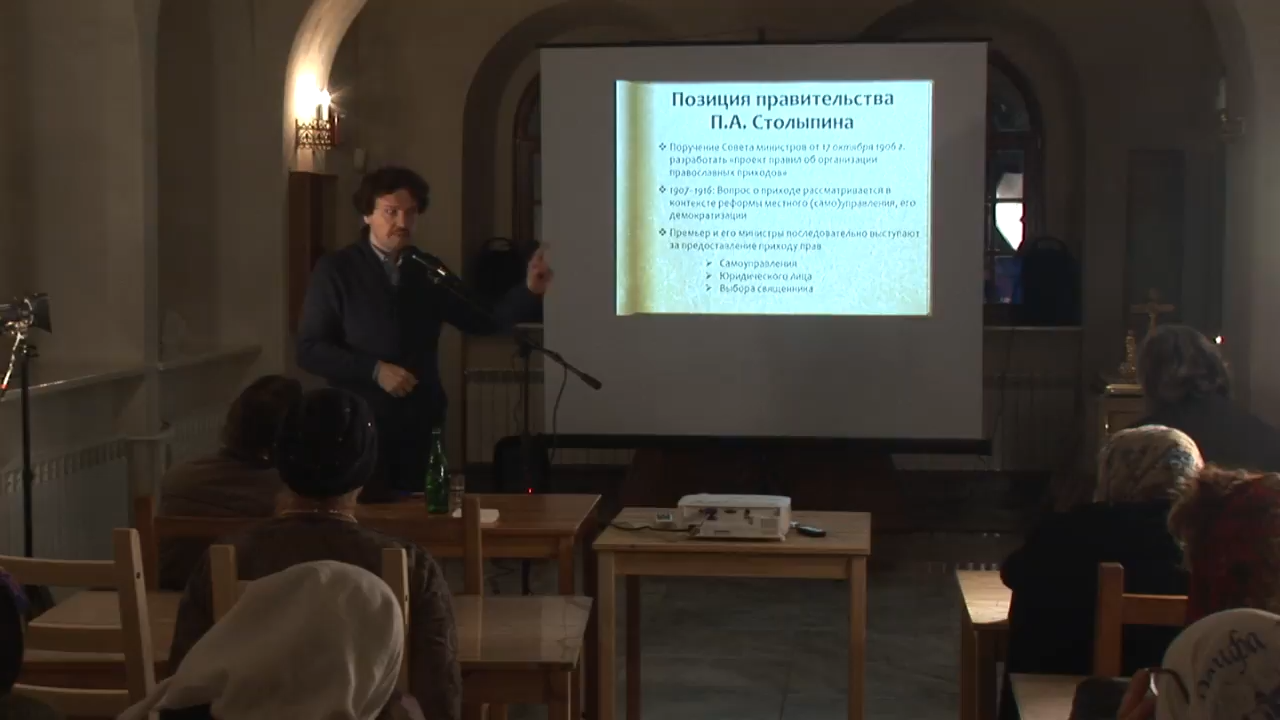 Позиция правительства
П.А. Столыпина
❖ Поручение Совета министров от 17 октября 1906 г.
разработать «проект правил об организации
православных приходов»
❖ 1907-1916: Вопрос о приходе рассматривается в
контексте реформы местного (само)управления, его
демократизации
❖ Премьер и его министры последовательно выступают
за предоставление приходу прав
➢ Самоуправления
➢ Юридического лица
➢ Выбора священника